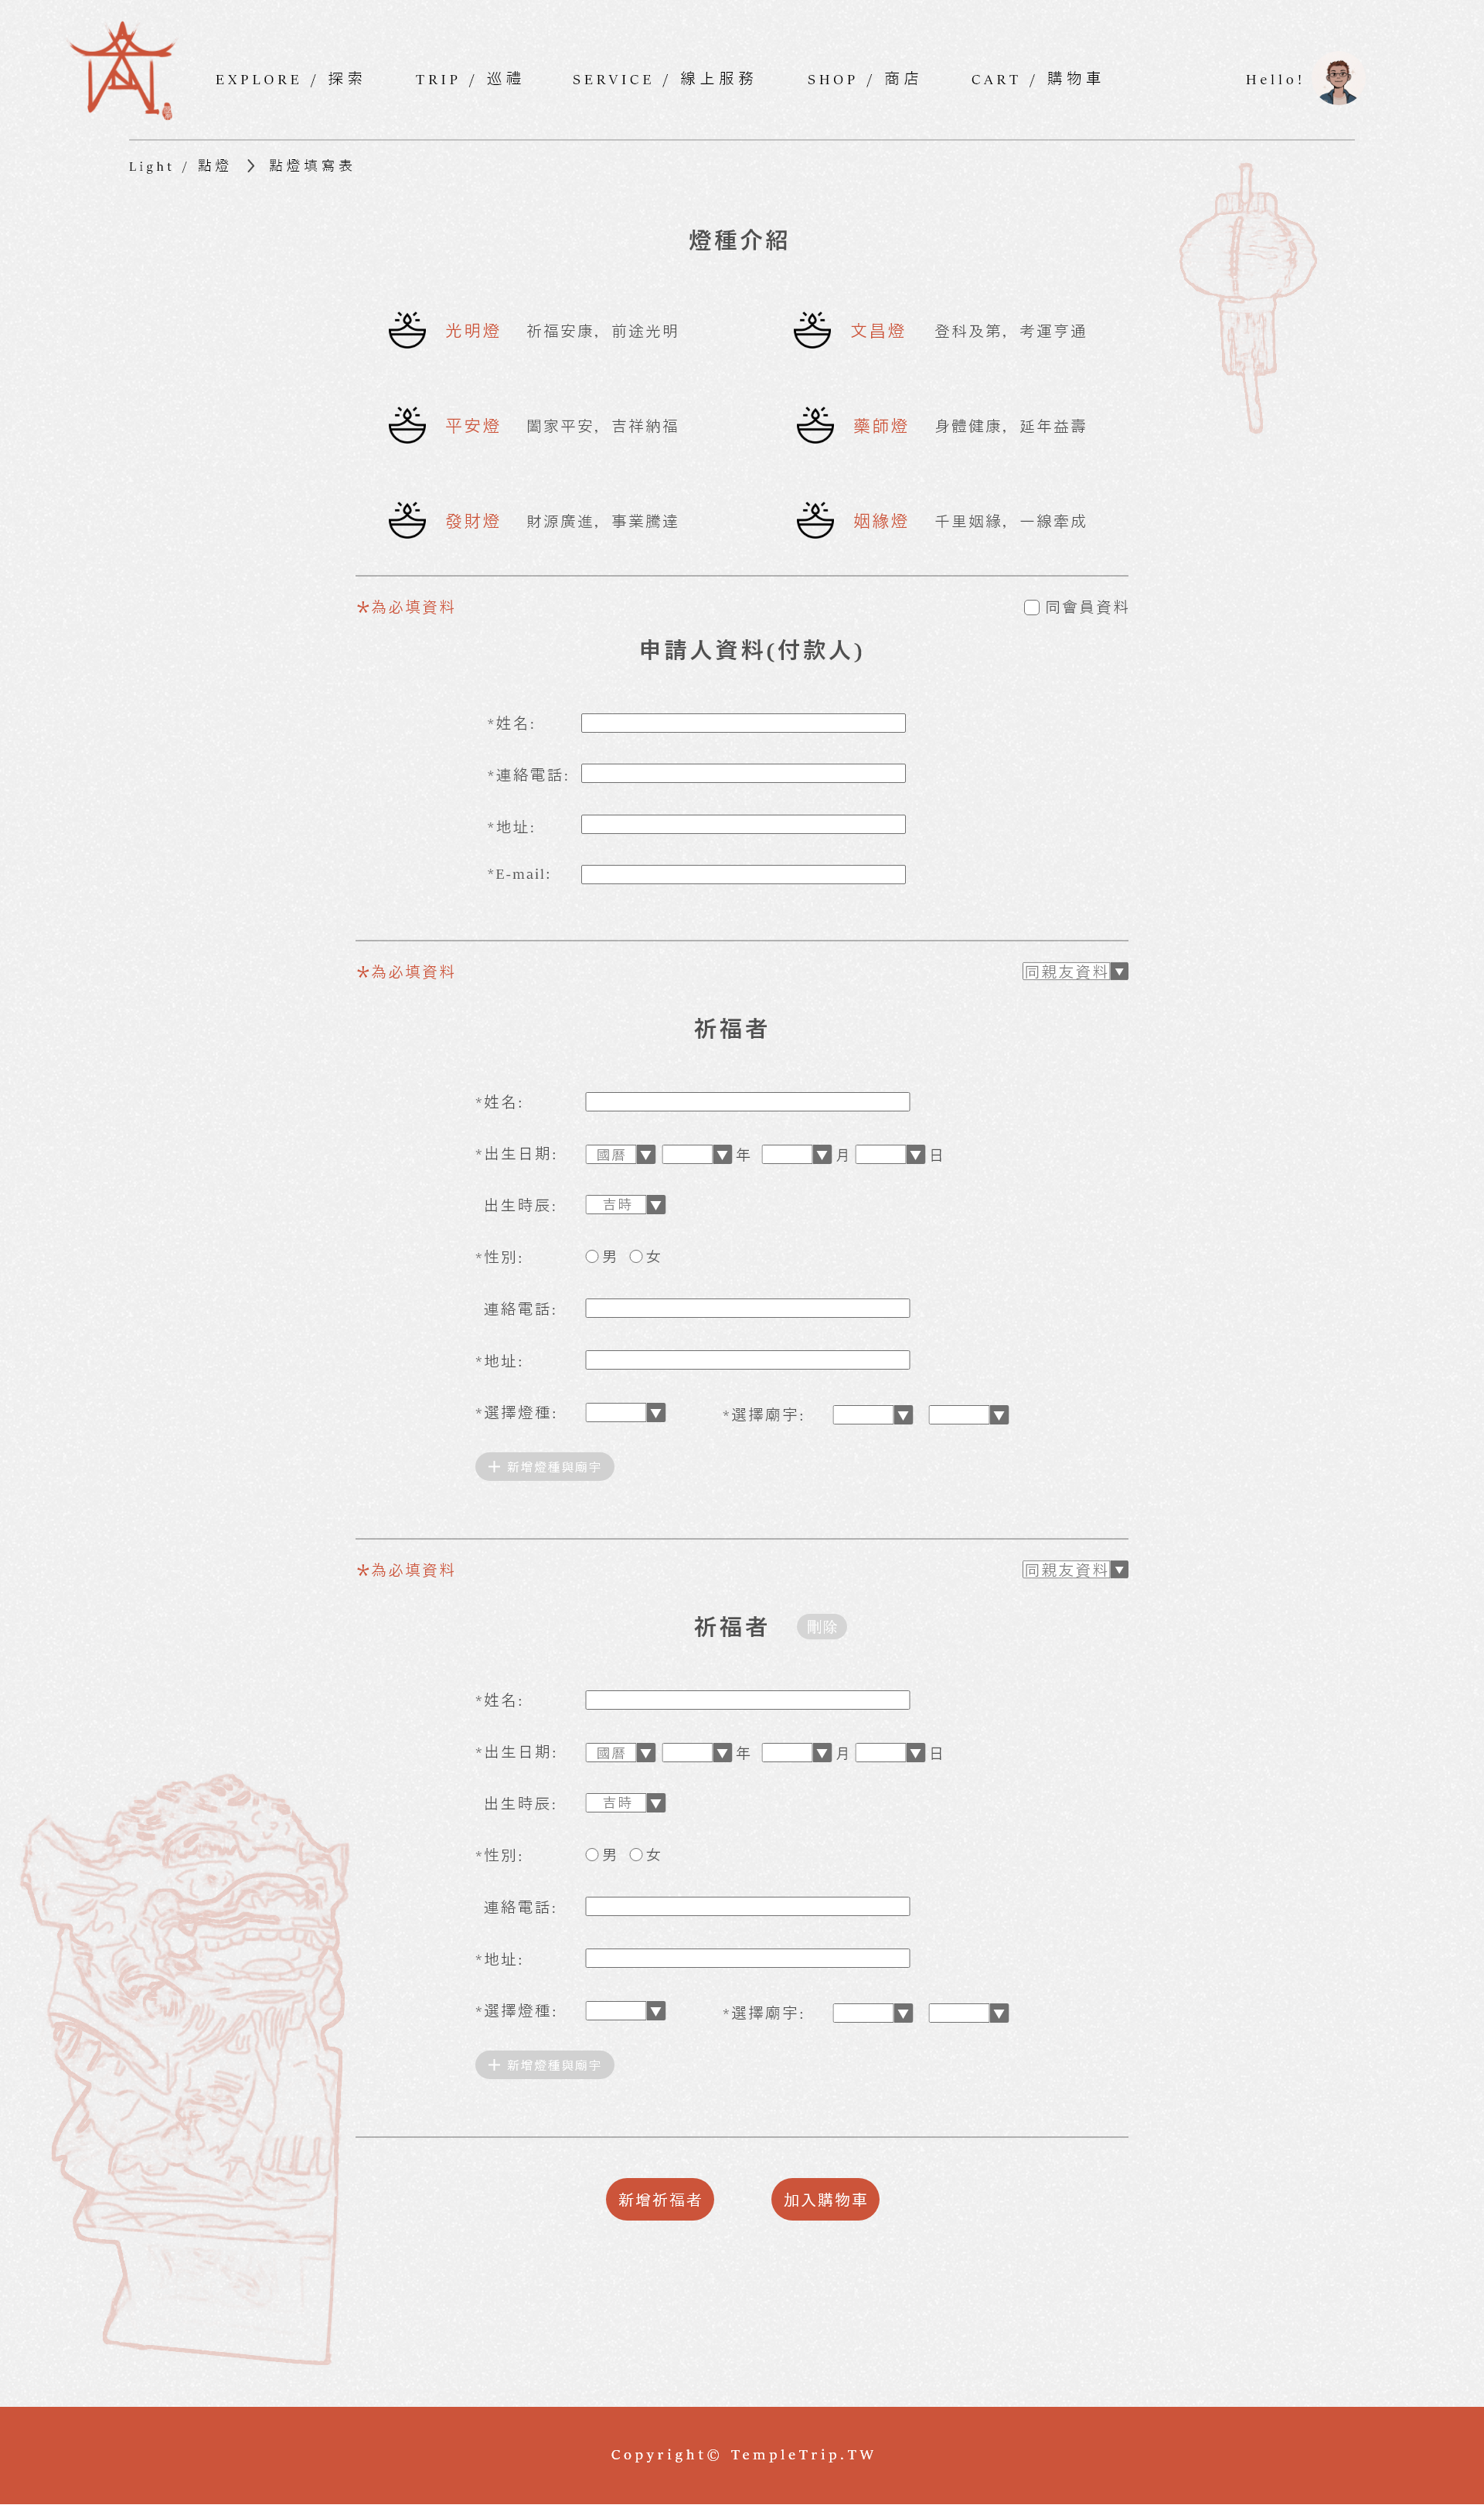 EXPLORE / 探索 TRIP / 巡禮 SERVICE / 線上服務 SHOP / 商店 CART / 購物車 Hello!
Light / 點燈 > 點燈填寫表
燈種介紹
光明燈 祈福安康, 前途光明 文昌燈 登科及第, 考運亨通
平安燈 闔家平安, 吉祥納福 藥師燈 身體健康, 延年益壽
發財燈 財源廣進, 事業騰達 姻緣燈 千里姻緣, 一線牽成
*為必填資料 同會員資料
申請人資料(付款人)
*姓名:
*連絡電話:
*地址:
*E-mail:
*為必填資料 同親友資料
祈福者
*姓名:
*出生日期: 國曆 年 月 日
出生時辰: 吉時
*性別: 男 女
連絡電話:
*地址:
*選擇燈種: *選擇廟宇:
+ 新增燈種與廟宇
*為必填資料 同親友資料
祈福者 刪除
*姓名:
*出生日期: 國曆 年 月 日
出生時辰: 吉時
*性別: 男 女
連絡電話:
*地址:
*選擇燈種: *選擇廟宇:
+ 新增燈種與廟宇
新增祈福者 加入購物車
Copyright© TempleTrip.TW